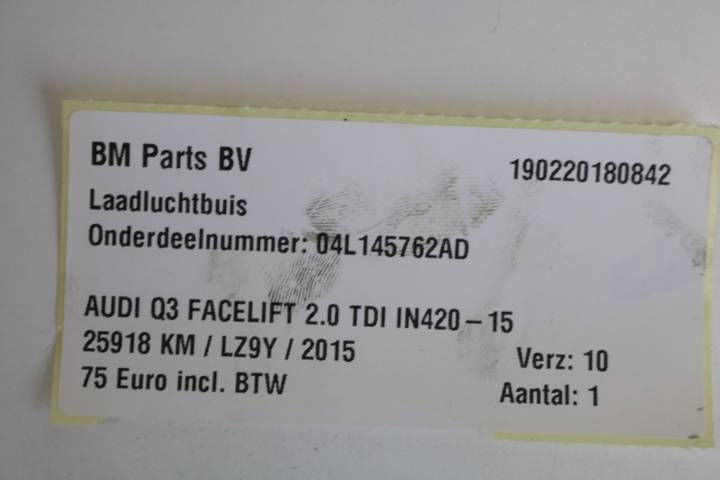 BM Parts BV
190220180842
Laadluchtbuis
Onderdeelnummer: 04L145762AD
AUDI Q3 FACELIFT 2.0 TDI IN420-15
25918 KM / LZ9Y / 2015
Verz: 10
75 Euro incl. BTW
Aantal: 1